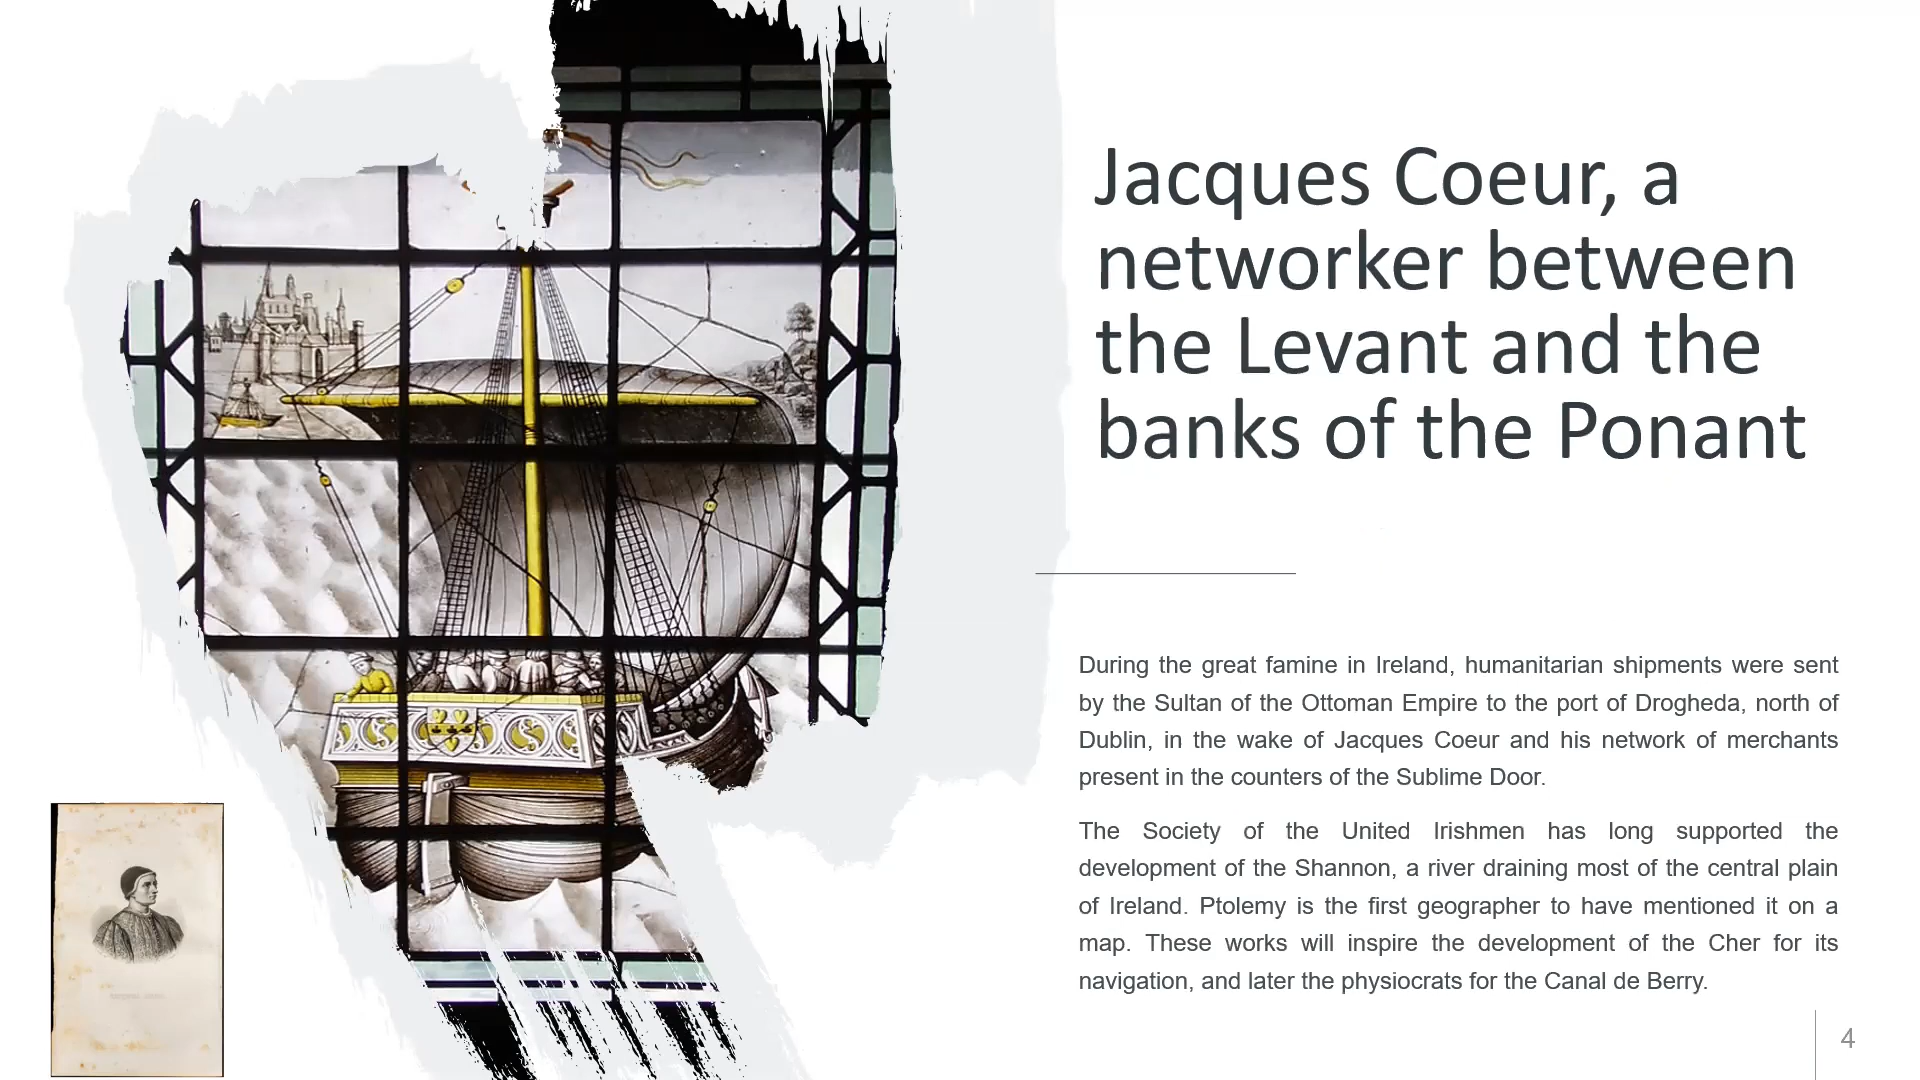 Jacques Coeur, a
networker between
the Levant and the
banks of the Ponant
During the great famine in Ireland, humanitarian shipments were sent
by the Sultan of the Ottoman Empire to the port of Drogheda, north of
Dublin, in the wake of Jacques Coeur and his network of merchants
present in the counters of the Sublime Door.
The Society of the United Irishmen has long supported the
development of the Shannon, a river draining most of the central plain
of Ireland. Ptolemy is the first geographer to have mentioned it on a
map. These works will inspire the development of the Cher for its
navigation, and later the physiocrats for the Canal de Berry.
4